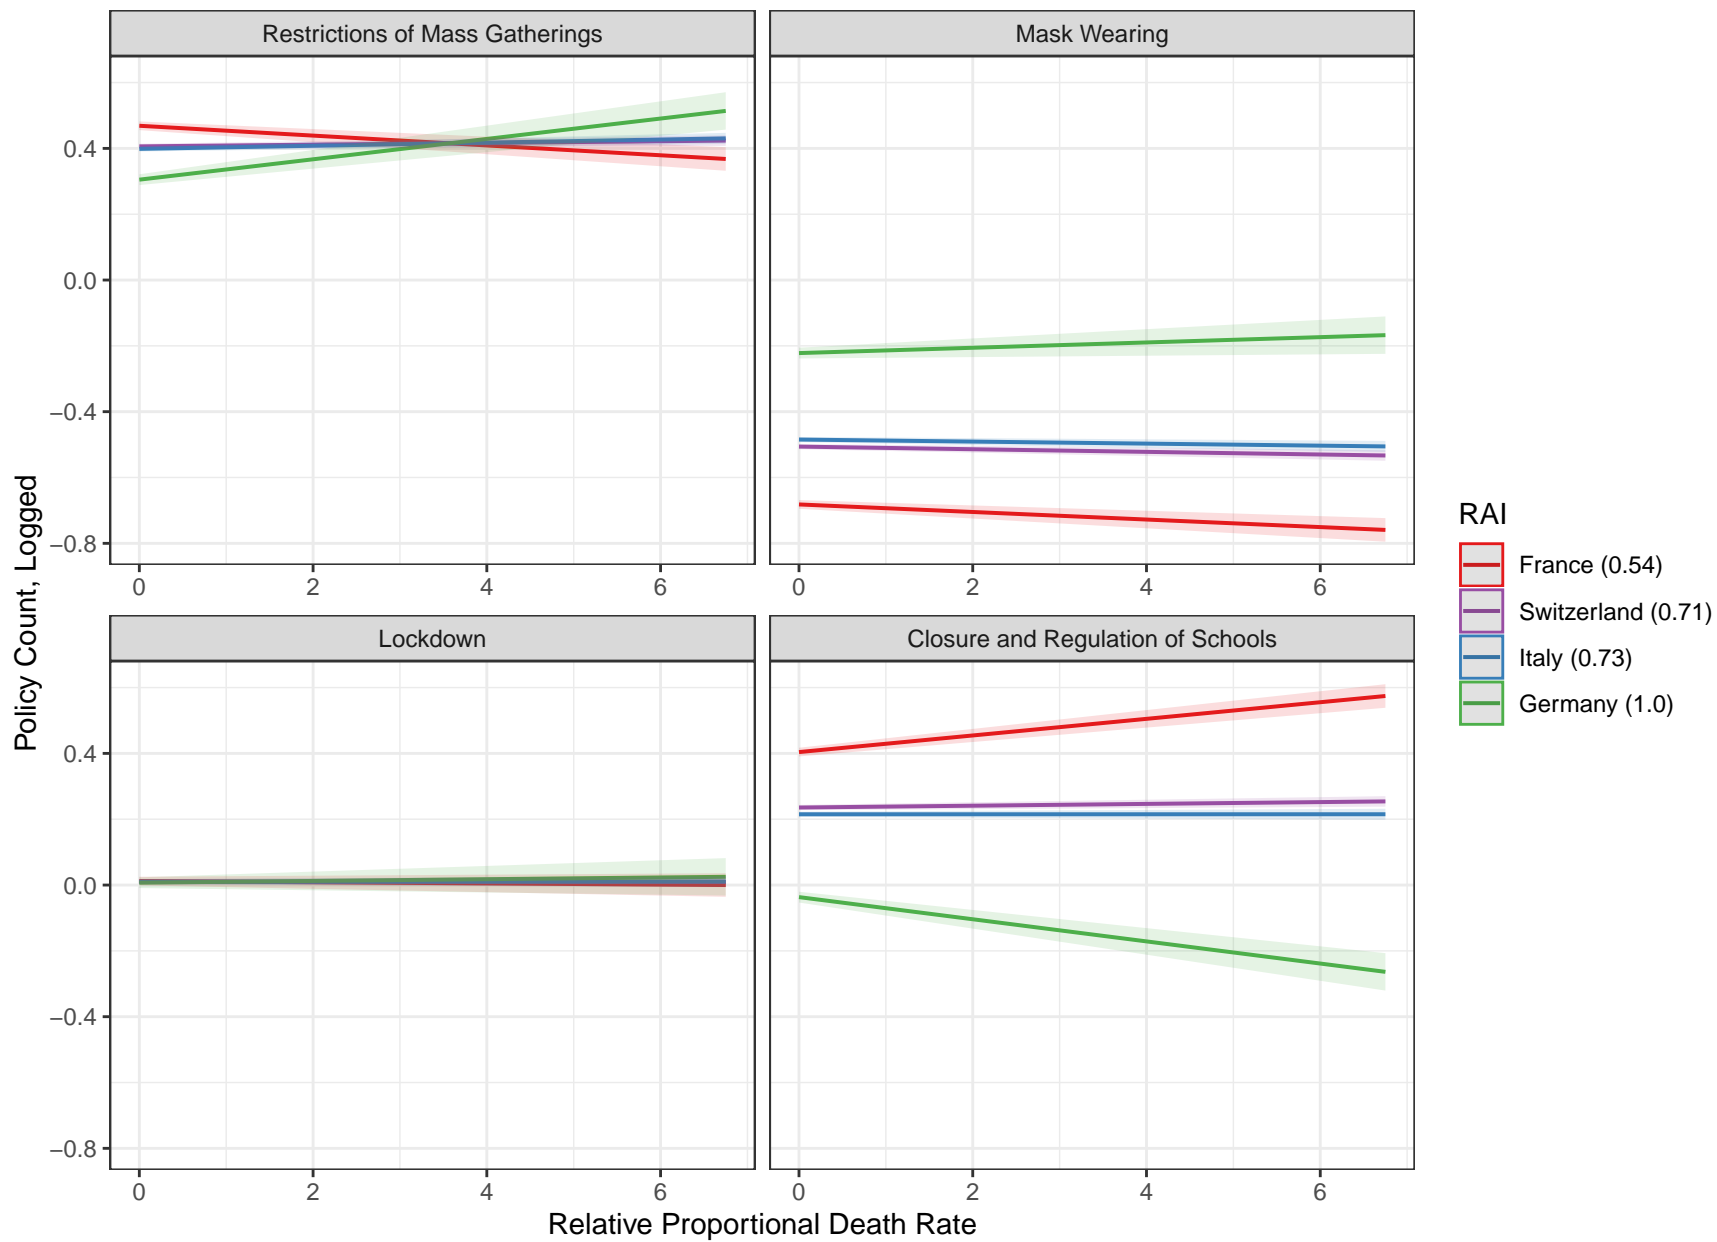 Restrictions of Mass Gatherings
Mask Wearing
0.4
0.0
−0.4
−0.8
0 2 4 6
0 2 4 6
Lockdown
Closure and Regulation of Schools
0.4
0.0
−0.4
−0.8
0 2 4 6
0 2 4 6
Relative Proportional Death Rate
Policy Count, Logged
RAI
France (0.54)
Switzerland (0.71)
Italy (0.73)
Germany (1.0)